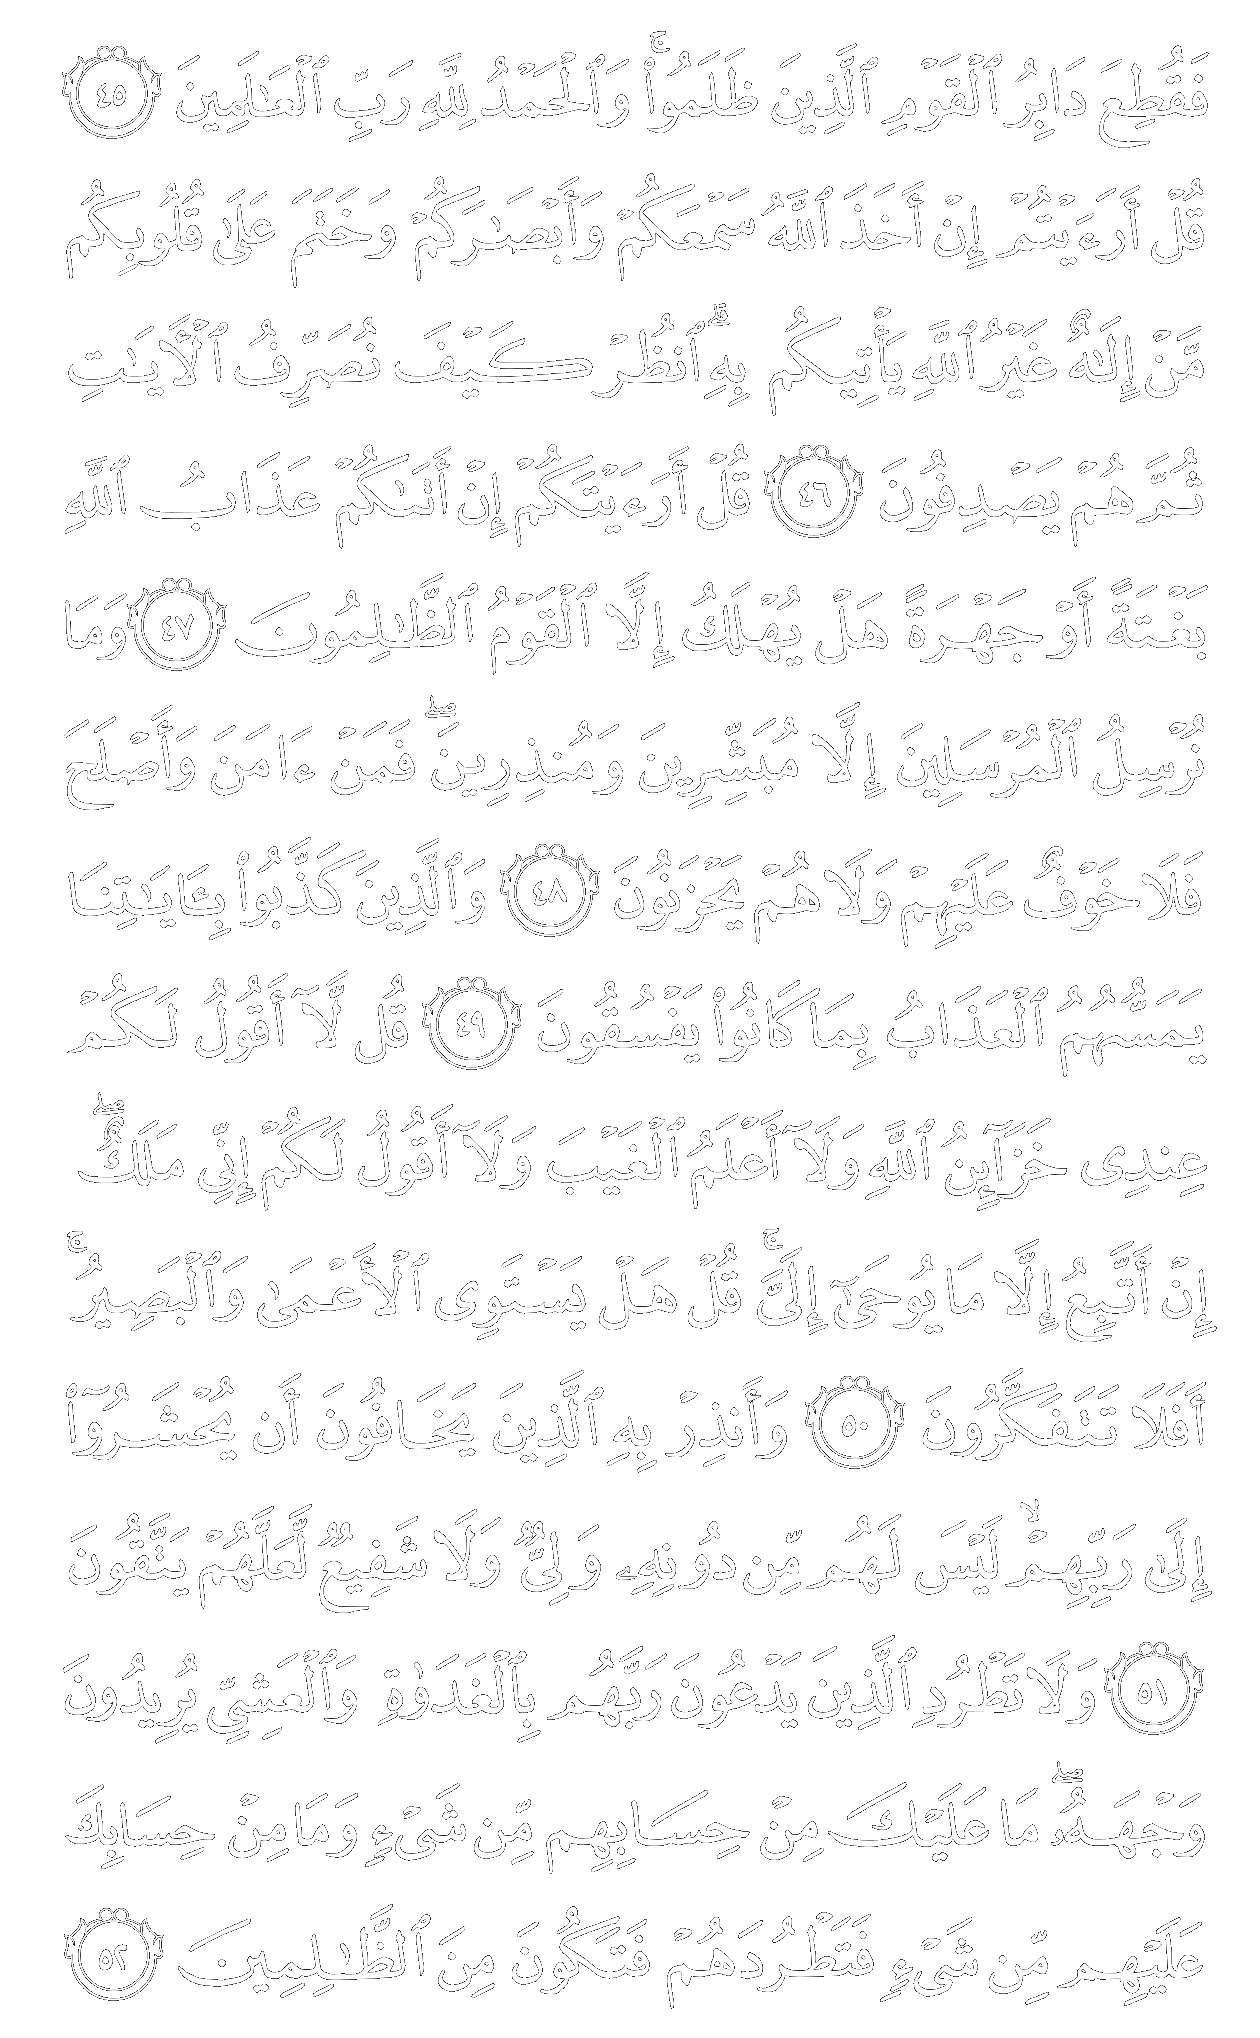 فَقُطِعَ دَابِرُ ٱلْقَوْمِ ٱلَّذِينَ ظَلَمُوا۟ ۚ وَٱلْحَمْدُ لِلَّهِ رَبِّ ٱلْعَـٰلَمِينَ ٤٥
قُلْ أَرَءَيْتُمْ إِنْ أَخَذَ ٱللَّهُ سَمْعَكُمْ وَأَبْصَـٰرَكُمْ وَخَتَمَ عَلَىٰ قُلُوبِكُم
مَّنْ إِلَـٰهٌ غَيْرُ ٱللَّهِ يَأْتِيكُم بِهِ ۗ ٱنظُرْ كَيْفَ نُصَرِّفُ ٱلْـَٔايَـٰتِ
ثُمَّ هُمْ يَصْدِفُونَ ٤٦ قُلْ أَرَءَيْتَكُمْ إِنْ أَتَىٰكُمْ عَذَابُ ٱللَّهِ
بَغْتَةً أَوْ جَهْرَةً هَلْ يُهْلَكُ إِلَّا ٱلْقَوْمُ ٱلظَّـٰلِمُونَ ٤٧ وَمَا
نُرْسِلُ ٱلْمُرْسَلِينَ إِلَّا مُبَشِّرِينَ وَمُنذِرِينَ ۖ فَمَنْ ءَامَنَ وَأَصْلَحَ
فَلَا خَوْفٌ عَلَيْهِمْ وَلَا هُمْ يَحْزَنُونَ ٤٨ وَٱلَّذِينَ كَذَّبُوا۟ بِـَٔايَـٰتِنَا
يَمَسُّهُمُ ٱلْعَذَابُ بِمَا كَانُوا۟ يَفْسُقُونَ ٤٩ قُل لَّآ أَقُولُ لَكُمْ
عِندِى خَزَآئِنُ ٱللَّهِ وَلَآ أَعْلَمُ ٱلْغَيْبَ وَلَآ أَقُولُ لَكُمْ إِنِّى مَلَكٌ ۖ
إِنْ أَتَّبِعُ إِلَّا مَا يُوحَىٰٓ إِلَىَّ ۚ قُلْ هَلْ يَسْتَوِى ٱلْأَعْمَىٰ وَٱلْبَصِيرُ ۚ
أَفَلَا تَتَفَكَّرُونَ ٥٠ وَأَنذِرْ بِهِ ٱلَّذِينَ يَخَافُونَ أَن يُحْشَرُوٓا۟
إِلَىٰ رَبِّهِمْ ۙ لَيْسَ لَهُم مِّن دُونِهِۦ وَلِىٌّ وَلَا شَفِيعٌ لَّعَلَّهُمْ يَتَّقُونَ
٥١ وَلَا تَطْرُدِ ٱلَّذِينَ يَدْعُونَ رَبَّهُم بِٱلْغَدَوٰةِ وَٱلْعَشِىِّ يُرِيدُونَ
وَجْهَهُۥ ۖ مَا عَلَيْكَ مِنْ حِسَابِهِم مِّن شَىْءٍ وَمَا مِنْ حِسَابِكَ
عَلَيْهِم مِّن شَىْءٍ فَتَطْرُدَهُمْ فَتَكُونَ مِنَ ٱلظَّـٰلِمِينَ ٥٢